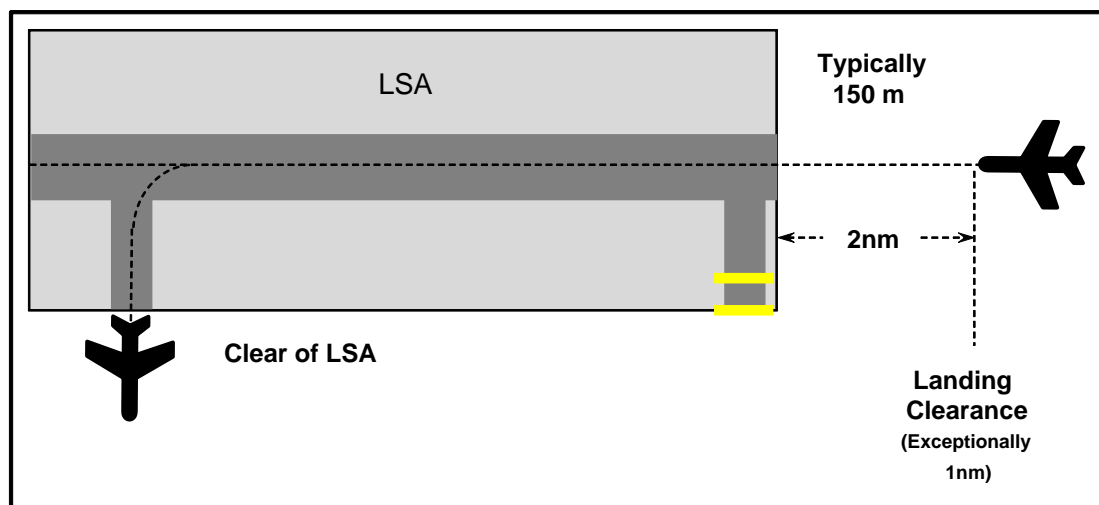 LSA
Typically
150 m
2nm
Clear of LSA
Landing
Clearance
(Exceptionally
1nm)